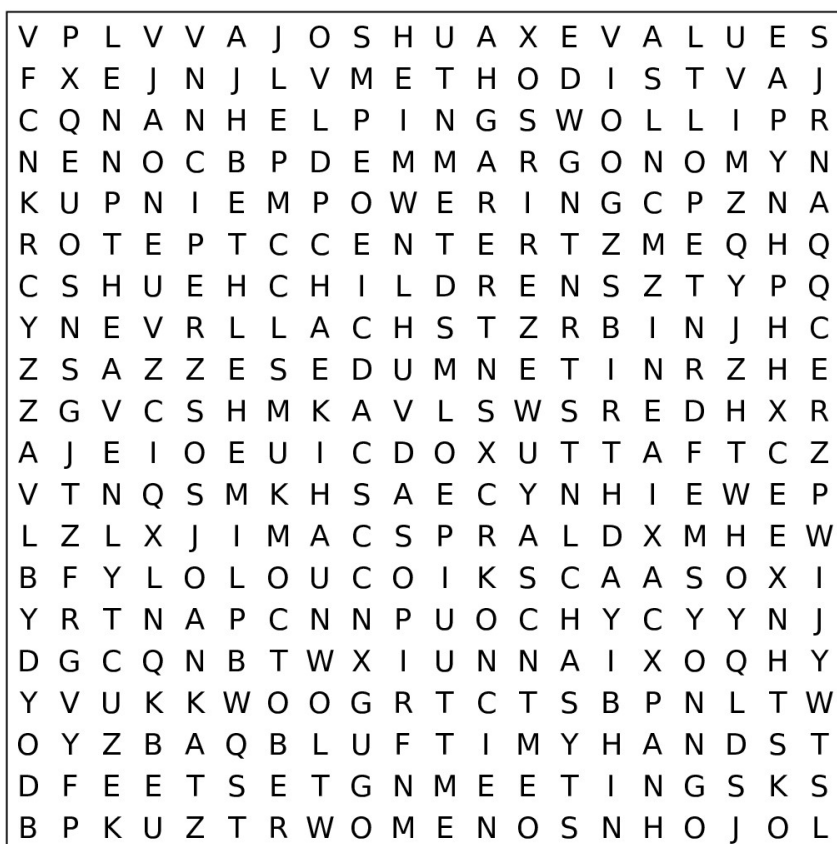 V P L V V A J O S H U A X E V A L U E S
F X E J N J L V M E T H O D I S T V A J
C Q N A N H E L P I N G S W O L L I P R
N E N O C B P D E M M A R G O N O M Y N
K U P N I E M P O W E R I N G C P Z N A
R O T E P T C C E N T E R T Z M E Q H Q
C S H U E H C H I L D R E N S Z T Y P Q
Y N E V R L L A C H S T Z R B I N J H C
Z S A Z Z E S E D U M N E T I N R Z H E
Z G V C S H M K A V L S W S R E D H X R
A J E I O E U I C D O X U T T A F T C Z
V T N Q S M K H S A E C Y N H I E W E P
L Z L X J I M A C S P R A L D X M H E W
B F Y L O L O U C O I K S C A A S O X I
Y R T N A P C N N P U O C H Y C Y Y N J
D G C Q N B T W X I U N N A I X O Q H Y
Y V U K K W O O G R T C T S B P N L T W
O Y Z B A Q B L U F T I M Y H A N D S T
D F E E T S E T G N M E E T I N G S K S
B P K U Z T R W O M E N O S N H O J O L